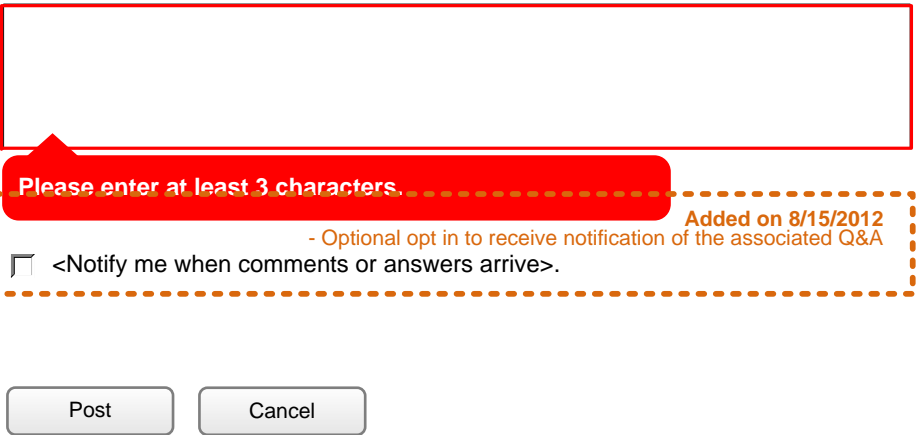 Please enter at least 3 characters.
Added on 8/15/2012
- Optional opt in to receive notification of the associated Q&A
<Notify me when comments or answers arrive>.
Post
Cancel